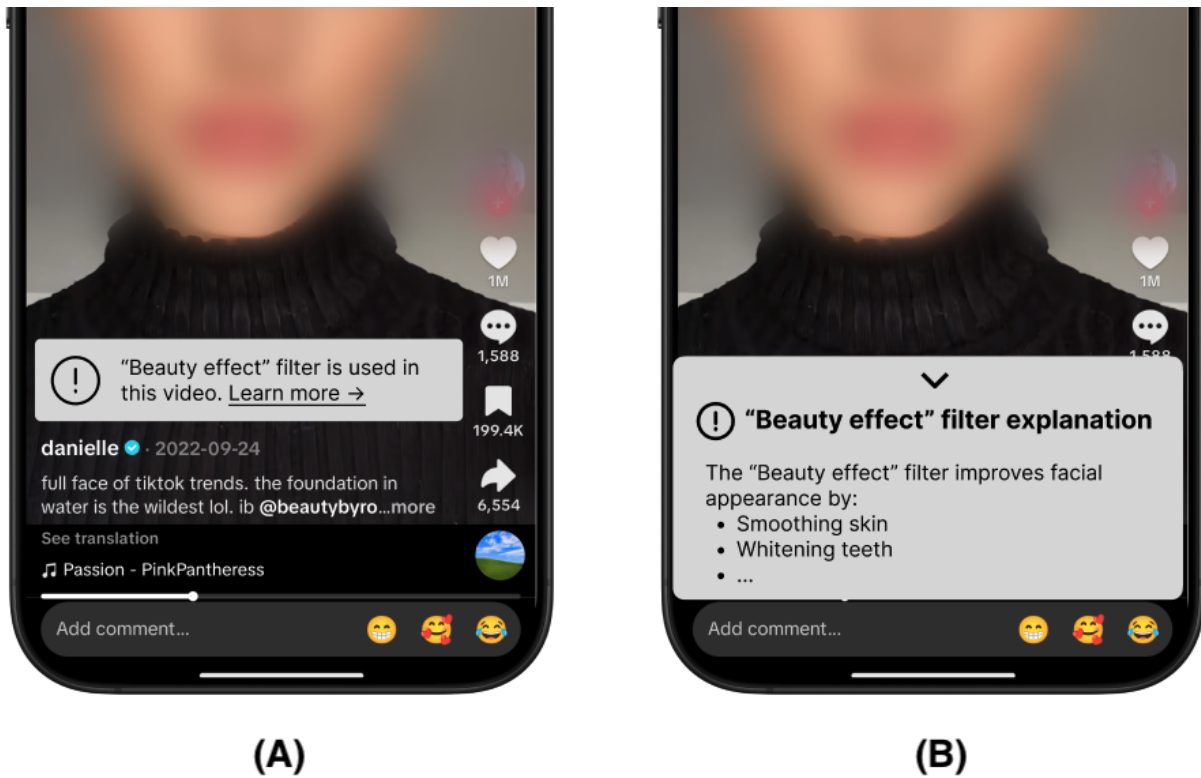 1M
1,588
“Beauty effect” filter is used in
this video. Learn more →
199.4K
danielle · 2022-09-24
full face of tiktok trends. the foundation in
water is the wildest lol. ib @beautybyro...more
6,554
See translation
Passion - PinkPantheress
Add comment...
(A)
1M
1,588
“Beauty effect” filter explanation
The “Beauty effect” filter improves facial
appearance by:
• Smoothing skin
• Whitening teeth
• ...
Add comment...
(B)